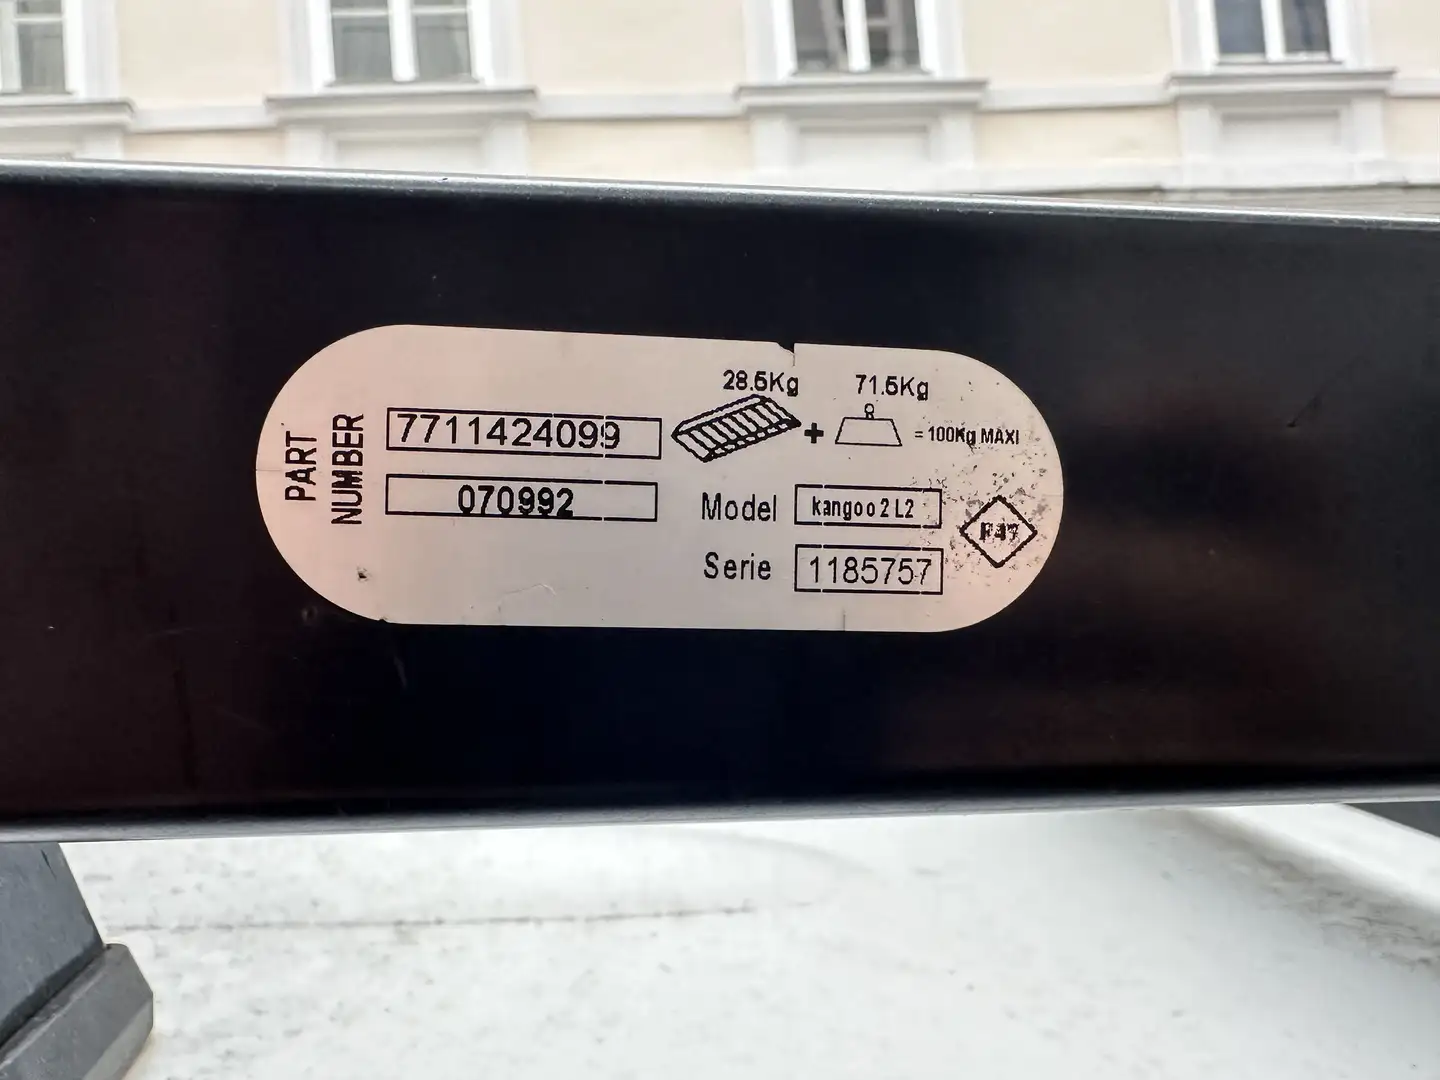 PART
NUMBER
7711424099
070992
28.5Kg
71.5Kg
+
= 100Kg MAXI
Model
kangoo 2 L2
Serie
1185757